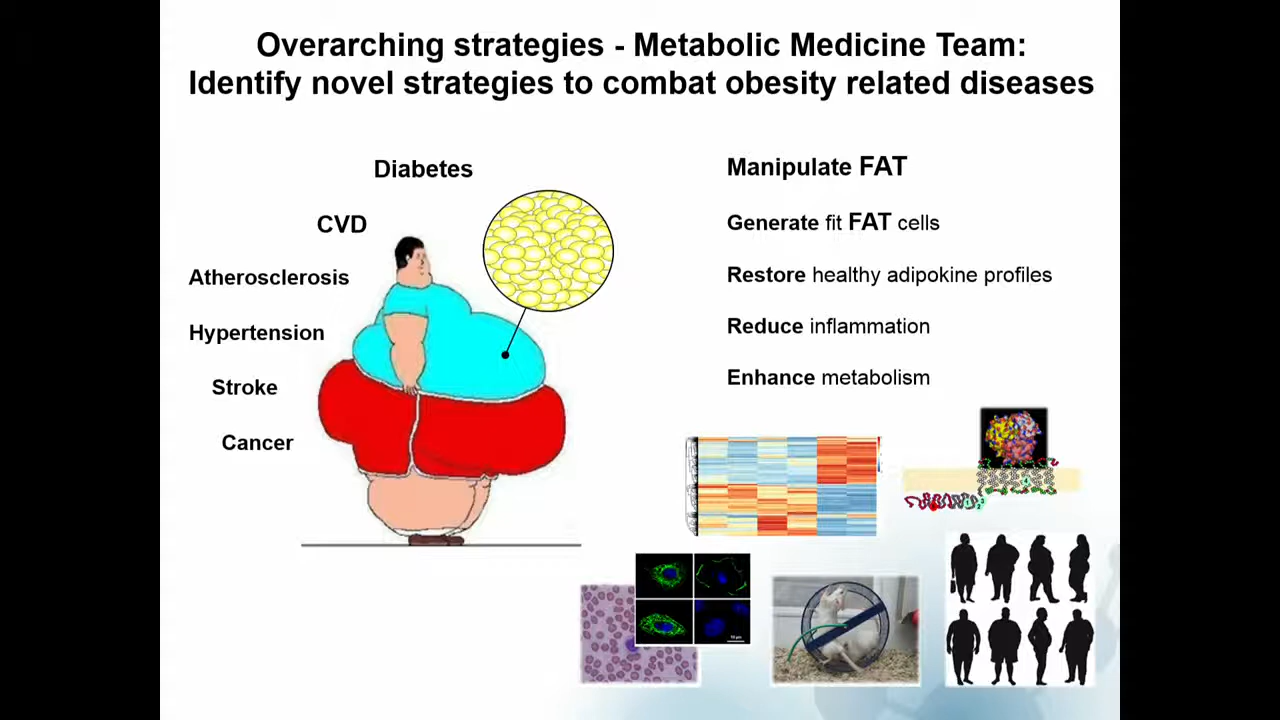 Overarching strategies - Metabolic Medicine Team:
Identify novel strategies to combat obesity related diseases
Diabetes
CVD
Atherosclerosis
Hypertension
Stroke
Cancer
Manipulate FAT
Generate fit FAT cells
Restore healthy adipokine profiles
Reduce inflammation
Enhance metabolism